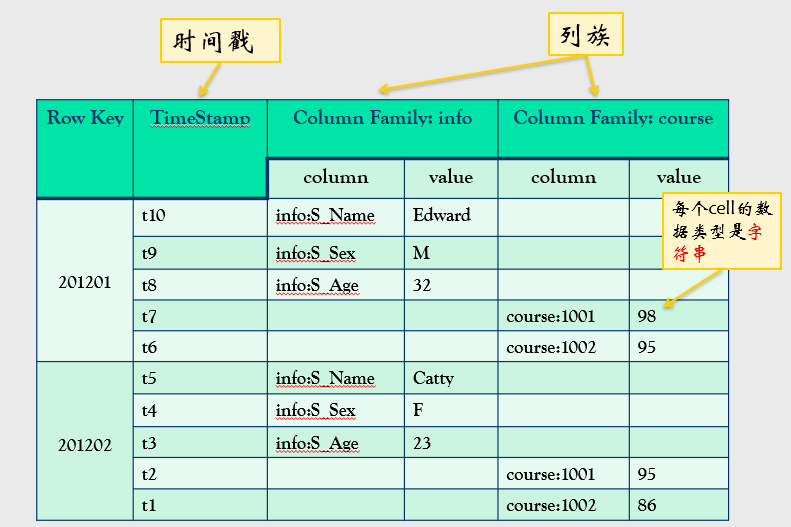 时间戳
列族
Row Key TimeStamp Column Family: info Column Family: course
column value column value
每个cell的数
据类型是字
符串
201201
t10 info:S_Name Edward
t9 info:S_Sex M
t8 info:S_Age 32
t7 course:1001 98
t6 course:1002 95
201202
t5 info:S_Name Catty
t4 info:S_Sex F
t3 info:S_Age 23
t2 course:1001 95
t1 course:1002 86